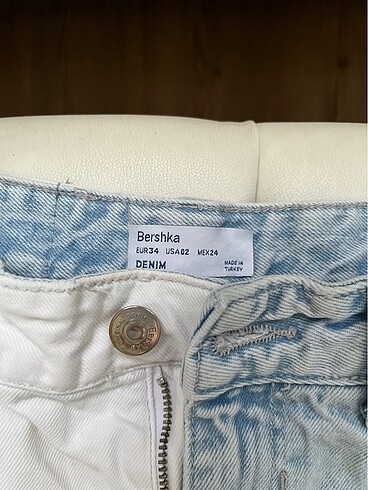 Bershka
EUR34 USA02 MEX24
DENIM
MADE IN
TURKEY